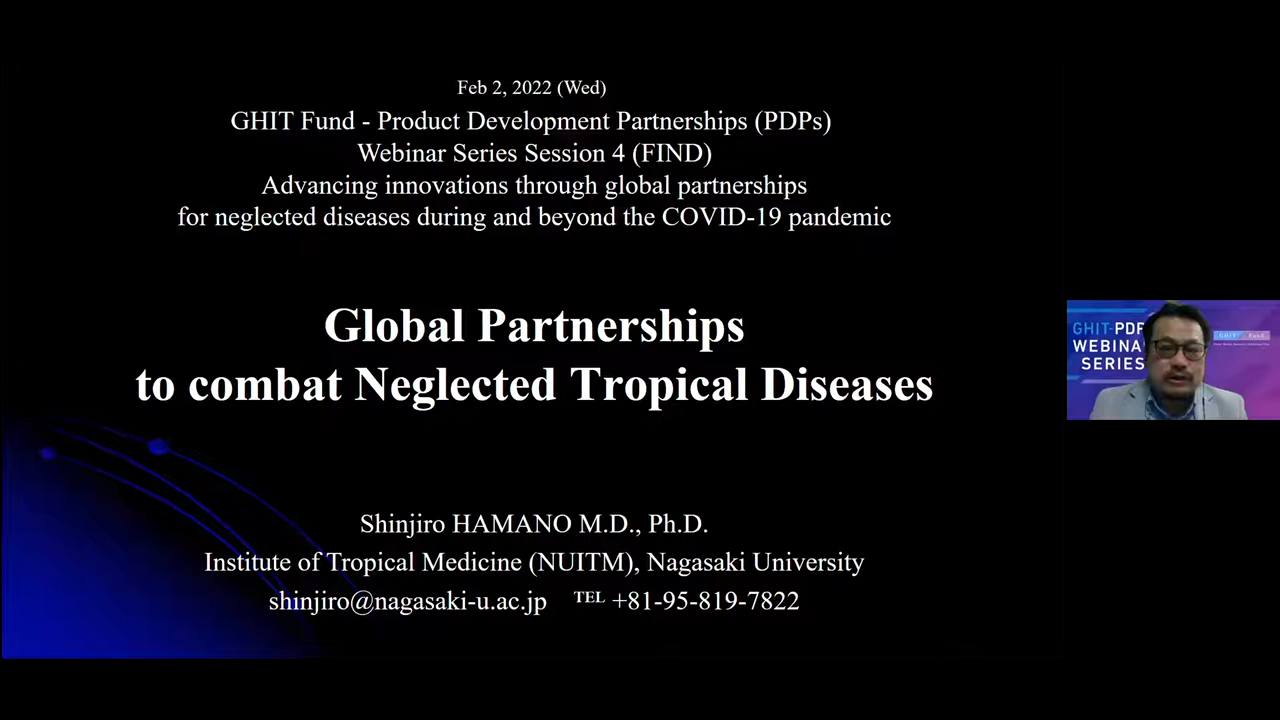 Feb 2, 2022 (Wed)
GHIT Fund - Product Development Partnerships (PDPs)
Webinar Series Session 4 (FIND)
Advancing innovations through global partnerships
for neglected diseases during and beyond the COVID-19 pandemic
Global Partnerships
to combat Neglected Tropical Diseases
Shinjiro HAMANO M.D., Ph.D.
Institute of Tropical Medicine (NUITM), Nagasaki University
shinjiro@nagasaki-u.ac.jp TEL +81-95-819-7822
GHIT-PDP
WEBINA
SERIES
GHIT Fund